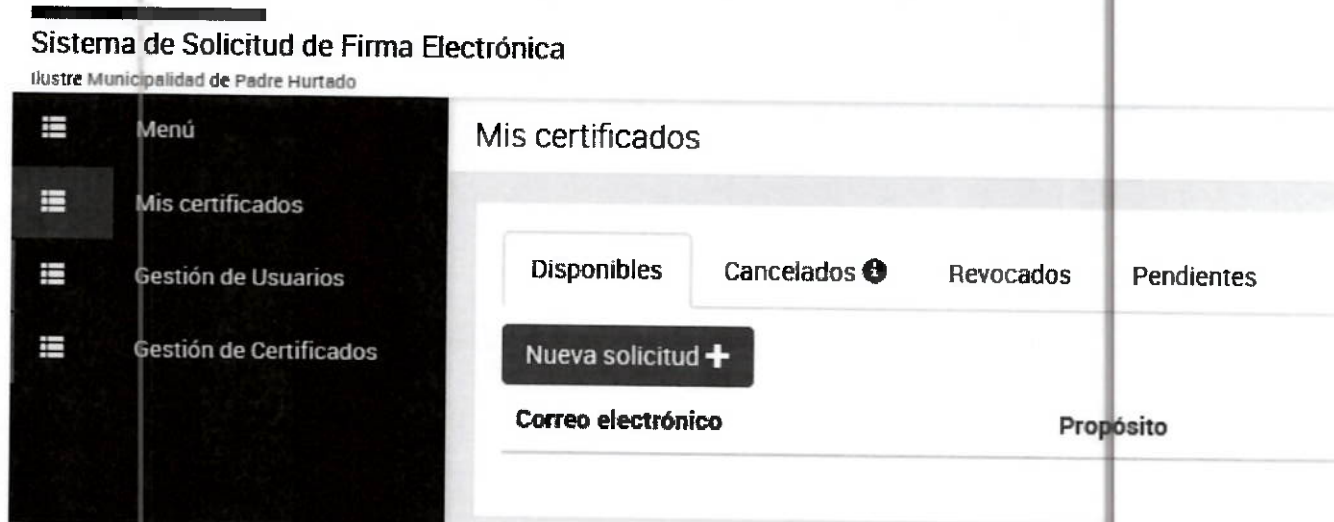 Sistema de Solicitud de Firma Electrónica
Ilustre Municipalidad de Padre Hurtado
Menú
Mis certificados
Gestión de Usuarios
Gestión de Certificados
Mis certificados
Disponibles Cancelados Revocados Pendientes
Nueva solicitud +
Correo electrónico Propósito